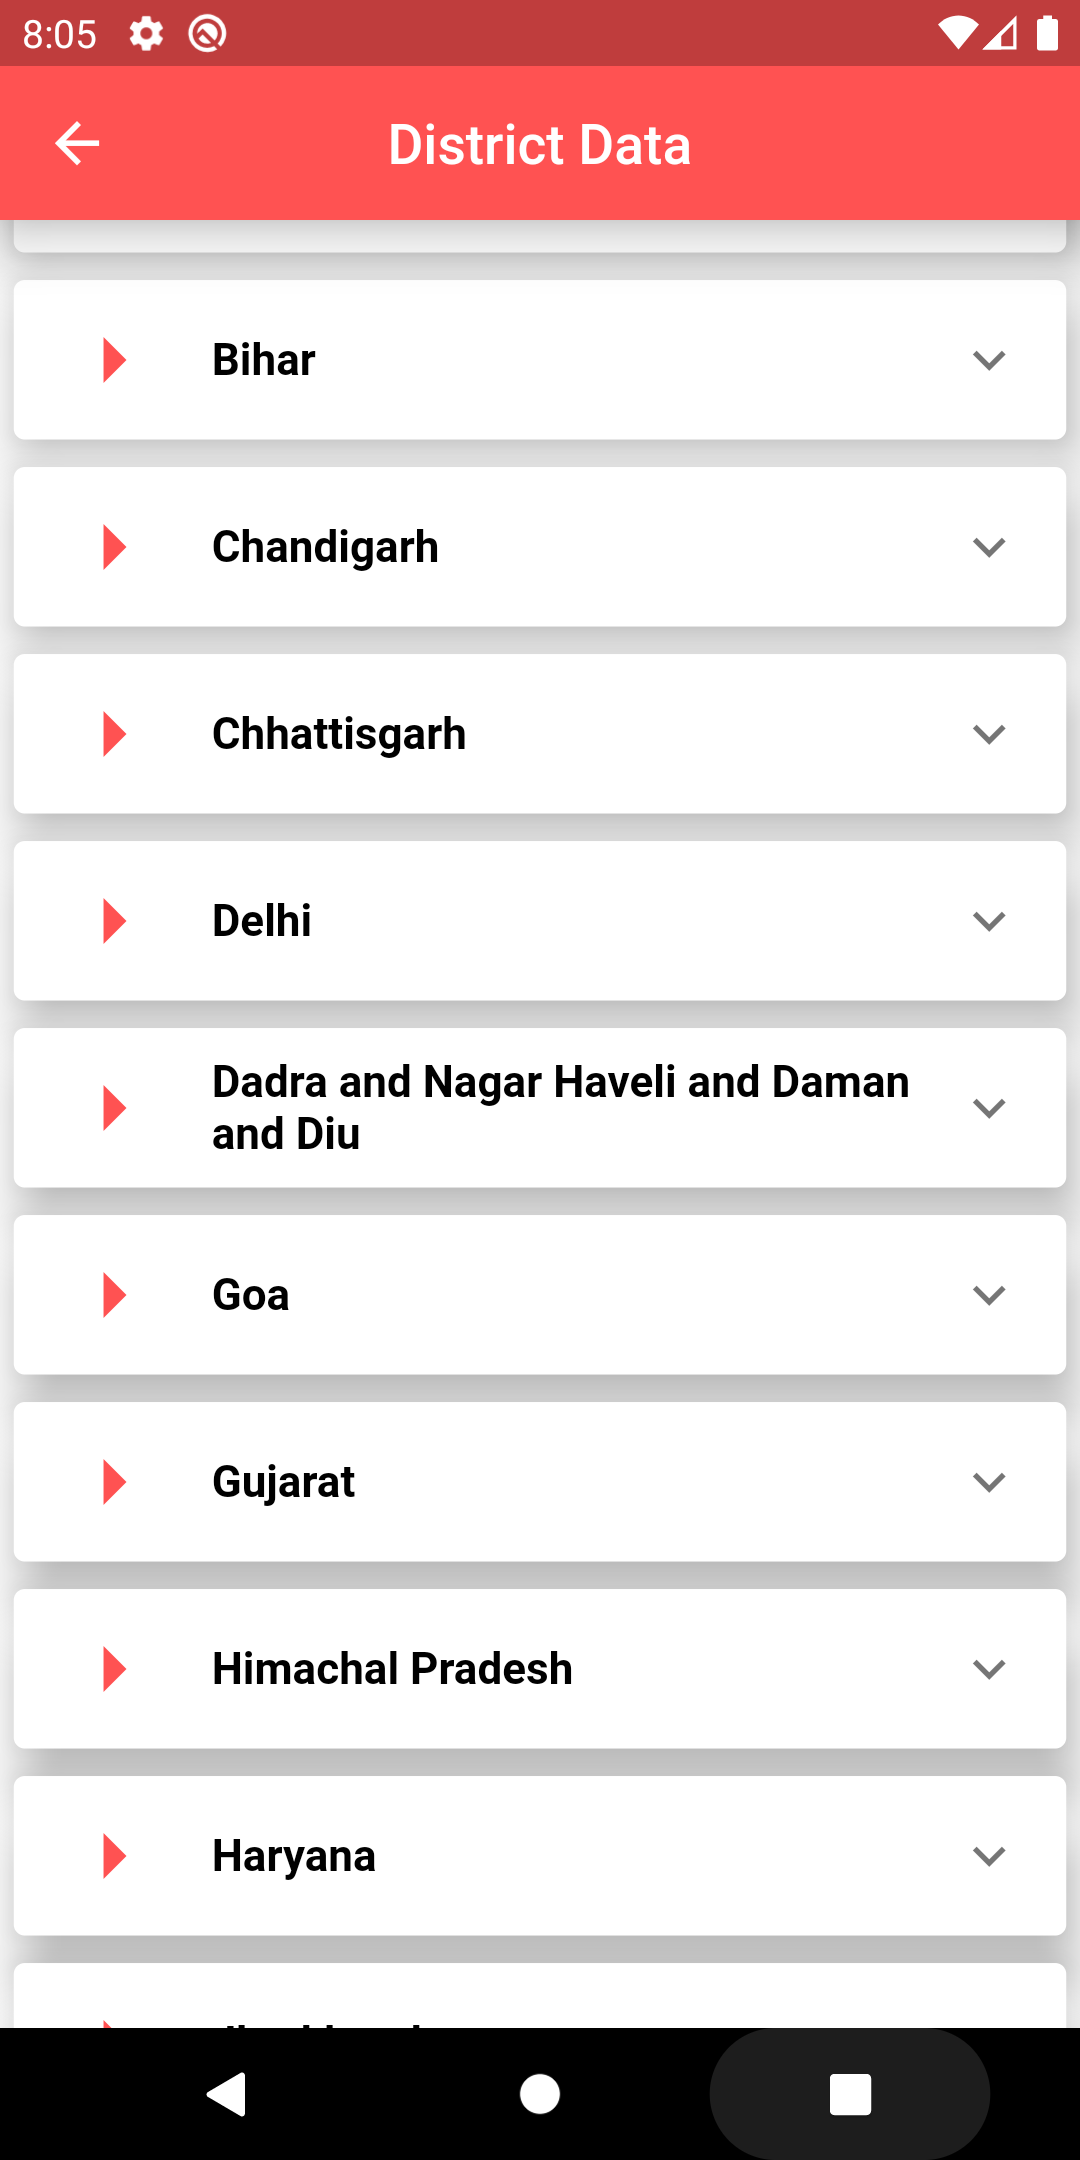 8:05
District Data
Bihar
Chandigarh
Chhattisgarh
Delhi
Dadra and Nagar Haveli and Daman
and Diu
Goa
Gujarat
Himachal Pradesh
Haryana